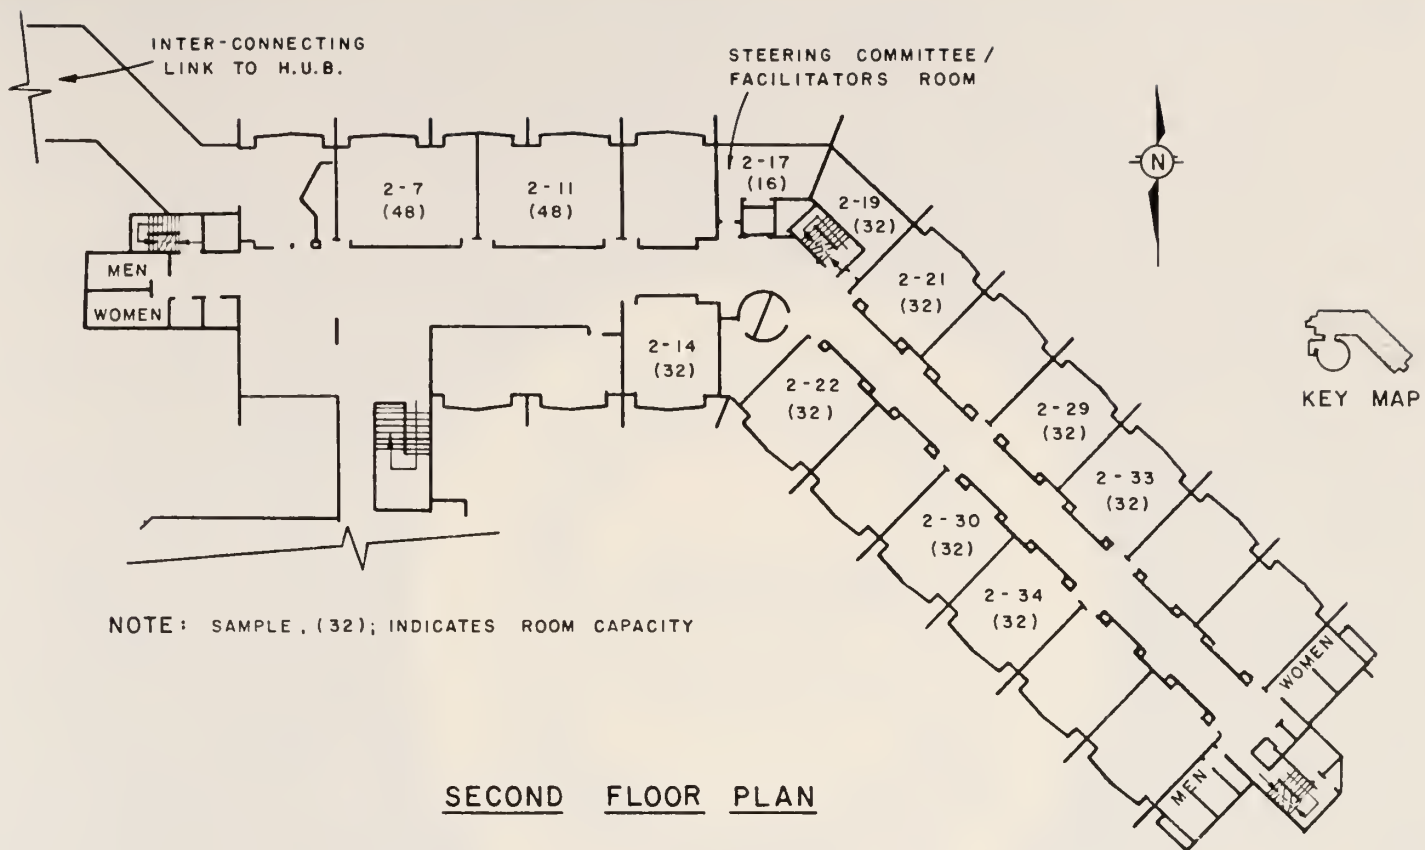 INTER-CONNECTING
LINK TO H.U.B.
STEERING COMMITTEE/
FACILITATORS ROOM
N
2-7
(48)
2-11
(48)
2-17
(16)
2-19
(32)
2-21
(32)
MEN
WOMEN
2-14
(32)
2-22
(32)
2-29
(32)
2-33
(32)
KEY MAP
2-30
(32)
2-34
(32)
NOTE: SAMPLE, (32); INDICATES ROOM CAPACITY
WOMEN
MEN
SECOND FLOOR PLAN